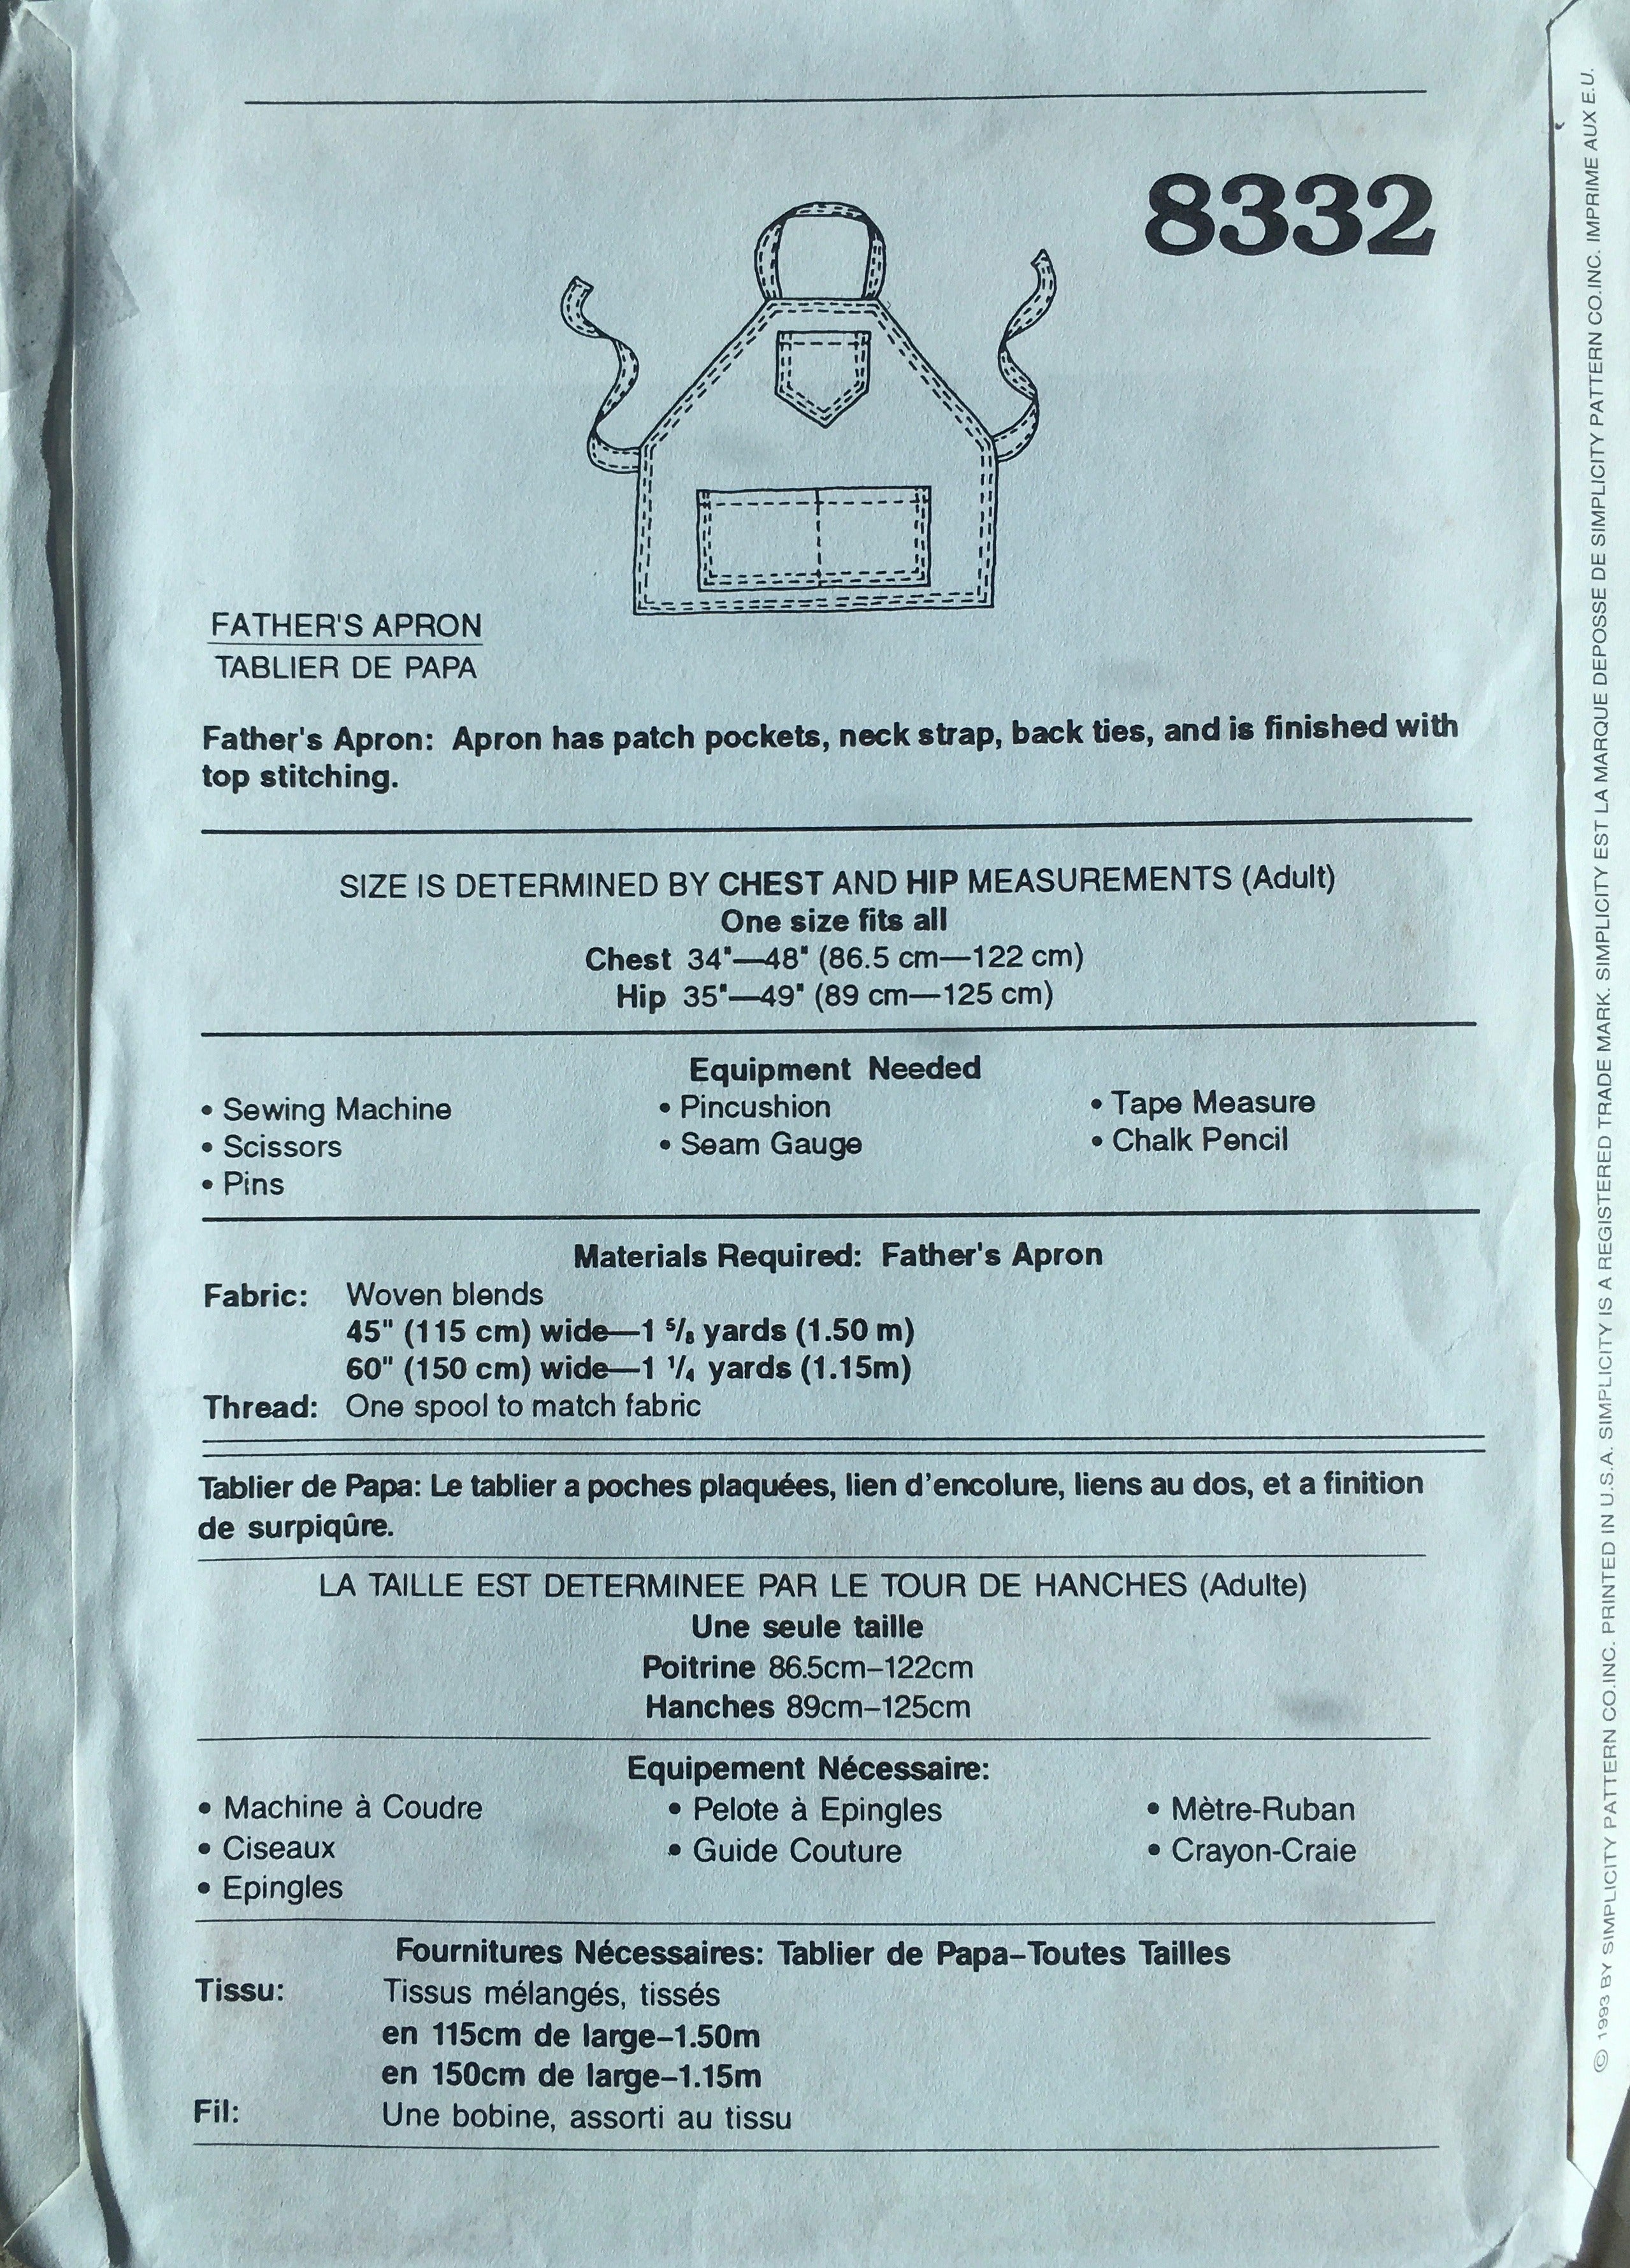 8332
FATHER'S APRON
TABLIER DE PAPA
Father's Apron: Apron has patch pockets, neck strap, back ties, and is finished with
top stitching.
SIZE IS DETERMINED BY CHEST AND HIP MEASUREMENTS (Adult)
One size fits all
Chest 34"—48" (86.5 cm—122 cm)
Hip 35"—49" (89 cm—125 cm)
Equipment Needed
• Sewing Machine • Pincushion • Tape Measure
• Scissors • Seam Gauge • Chalk Pencil
• Pins
Materials Required: Father's Apron
Fabric: Woven blends
45" (115 cm) wide—1 5/8 yards (1.50 m)
60" (150 cm) wide—1 1/4 yards (1.15m)
Thread: One spool to match fabric
Tablier de Papa: Le tablier a poches plaquées, lien d'encolure, liens au dos, et a finition
de surpiqûre.
LA TAILLE EST DETERMINEE PAR LE TOUR DE HANCHES (Adulte)
Une seule taille
Poitrine 86.5cm–122cm
Hanches 89cm–125cm
Equipement Nécessaire:
• Machine à Coudre • Pelote à Epingles • Mètre-Ruban
• Ciseaux • Guide Couture • Crayon-Craie
• Epingles
Fournitures Nécessaires: Tablier de Papa–Toutes Tailles
Tissu: Tissus mélangés, tissés
en 115cm de large–1.50m
en 150cm de large–1.15m
Fil: Une bobine, assorti au tissu
© 1993 BY SIMPLICITY PATTERN CO.INC. PRINTED IN U.S.A. SIMPLICITY IS A REGISTERED TRADE MARK. SIMPLICITY EST LA MARQUE DEPOSSE DE SIMPLICITY PATTERN CO.INC. IMPRIME AUX E.U.